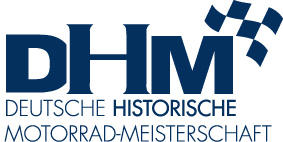 DHM
DEUTSCHE HISTORISCHE
MOTORRAD-MEISTERSCHAFT